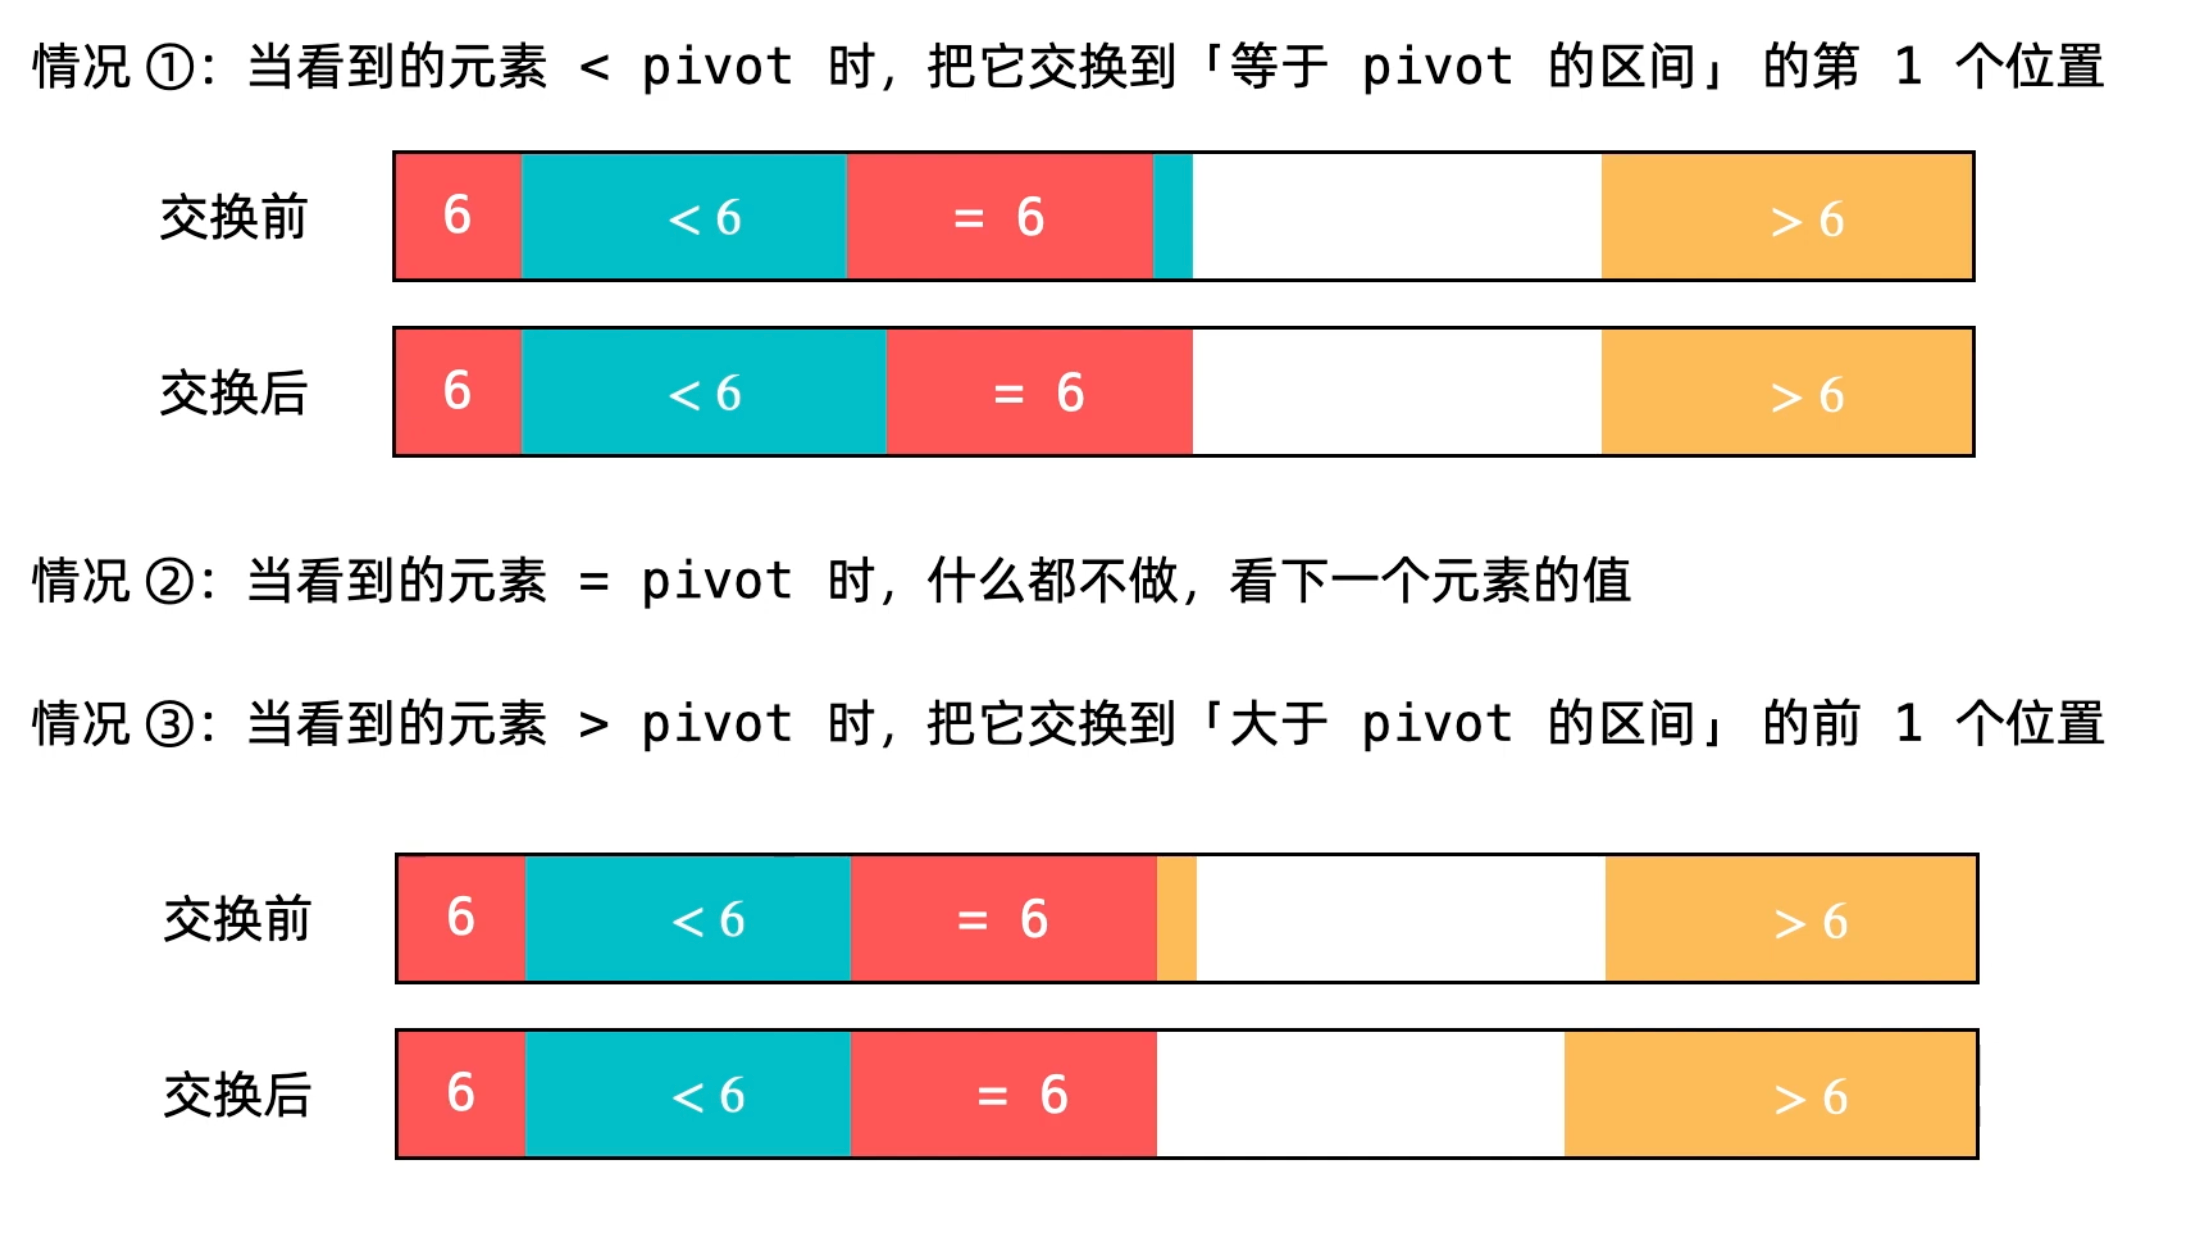 情况 ①：当看到的元素 < pivot 时，把它交换到「等于 pivot 的区间」 的第 1 个位置
交换前 6 < 6 = 6 > 6
交换后 6 < 6 = 6 > 6
情况 ②：当看到的元素 = pivot 时，什么都不做，看下一个元素的值
情况 ③：当看到的元素 > pivot 时，把它交换到「大于 pivot 的区间」 的前 1 个位置
交换前 6 < 6 = 6 > 6
交换后 6 < 6 = 6 > 6